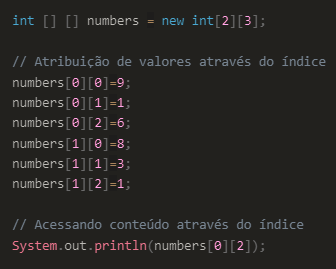 int [] [] numbers = new int[2][3];
// Atribuição de valores através do índice
numbers[0][0]=9;
numbers[0][1]=1;
numbers[0][2]=6;
numbers[1][0]=8;
numbers[1][1]=3;
numbers[1][2]=1;
// Acessando conteúdo através do índice
System.out.println(numbers[0][2]);